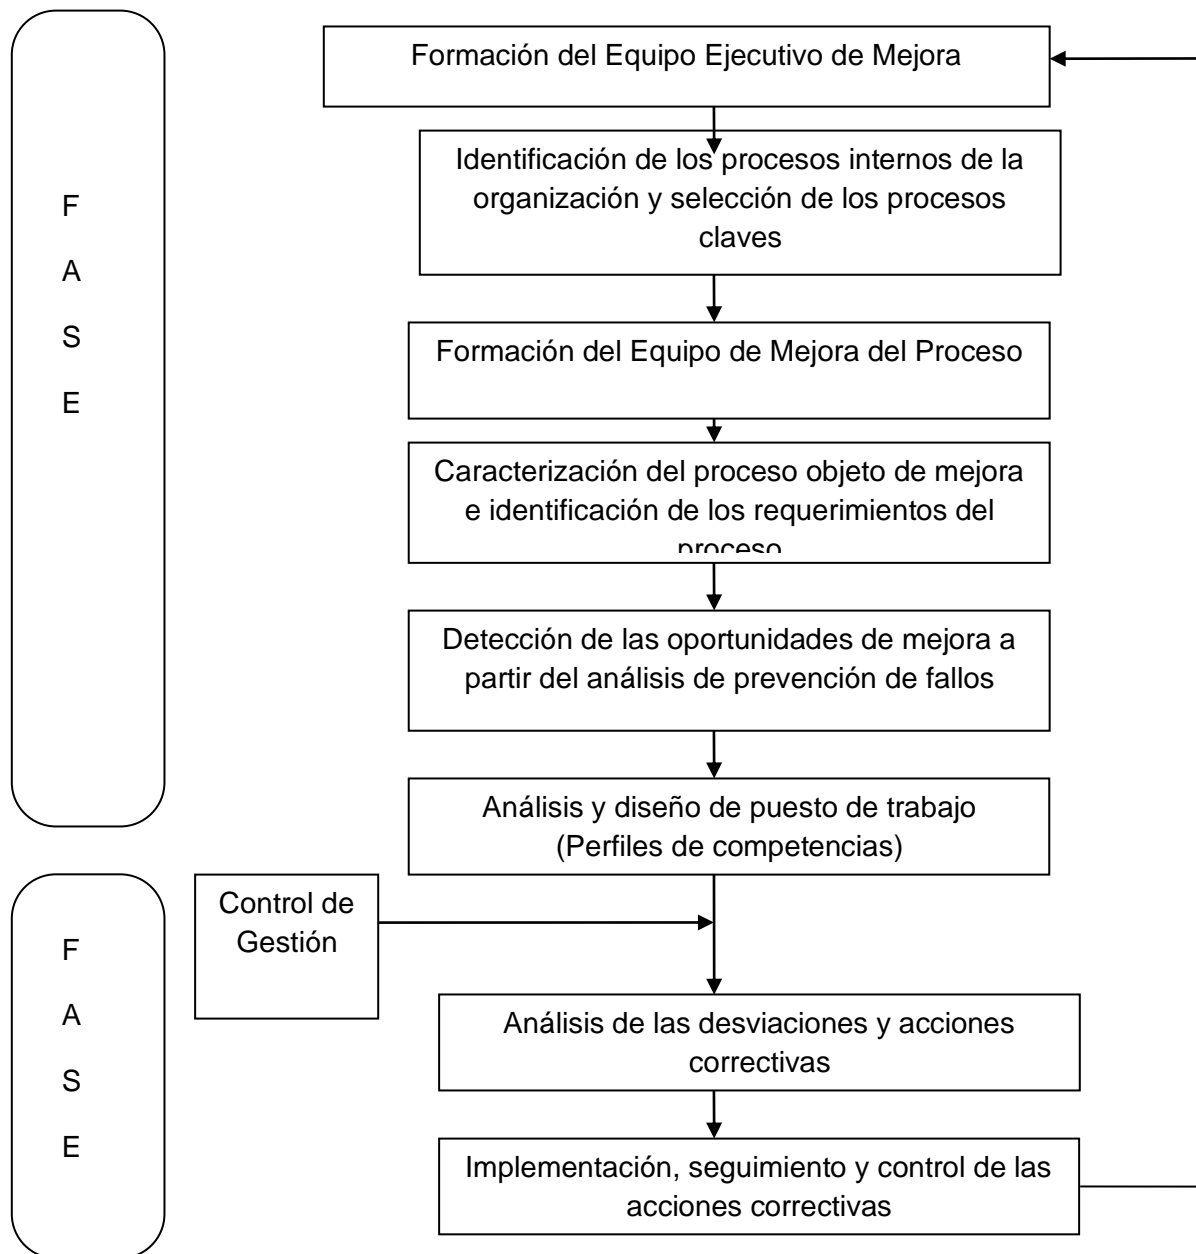 Formación del Equipo Ejecutivo de Mejora
Identificación de los procesos internos de la
organización y selección de los procesos
claves
F
A
S
E
Formación del Equipo de Mejora del Proceso
Caracterización del proceso objeto de mejora
e identificación de los requerimientos del
proceso
Detección de las oportunidades de mejora a
partir del análisis de prevención de fallos
Análisis y diseño de puesto de trabajo
(Perfiles de competencias)
Control de
Gestión
F
A
S
E
Análisis de las desviaciones y acciones
correctivas
Implementación, seguimiento y control de las
acciones correctivas